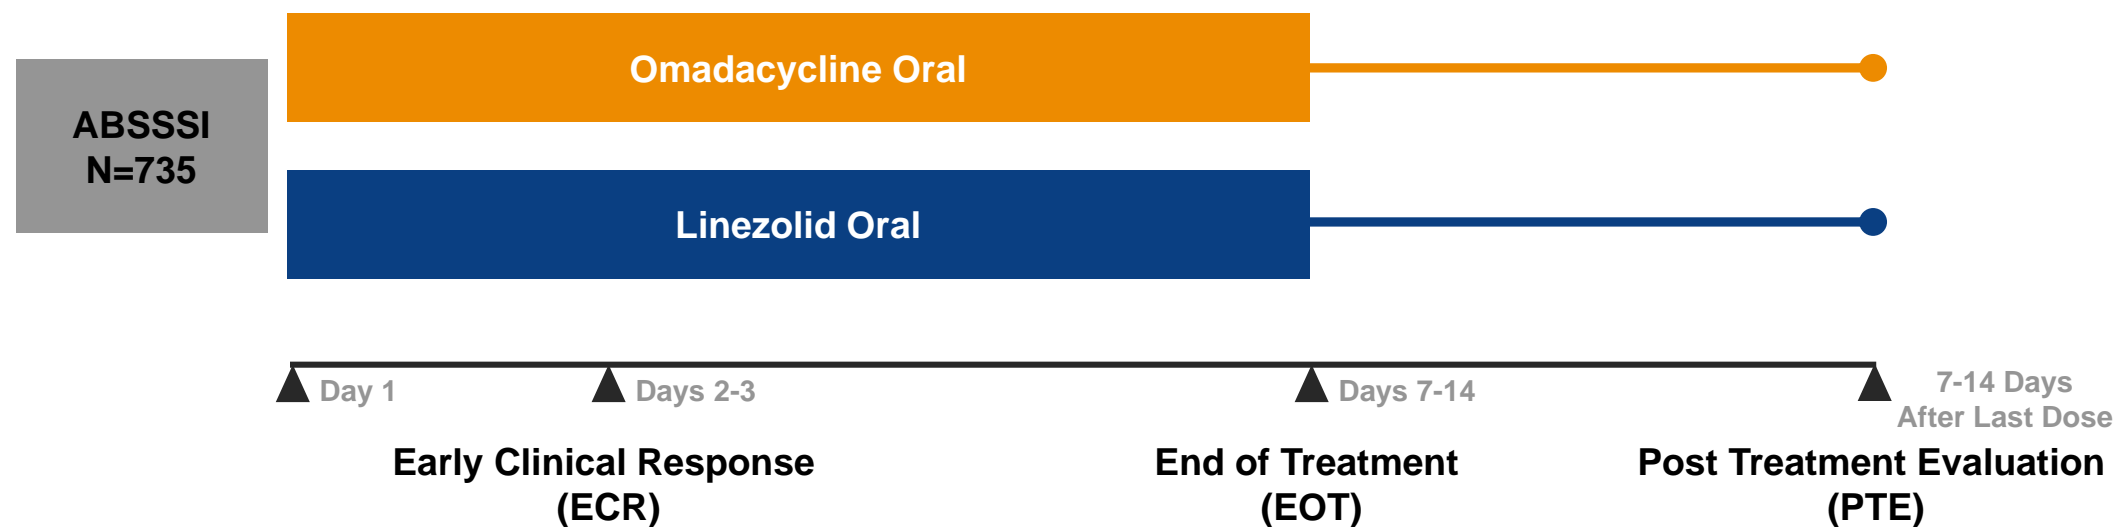 ABSSSI
N=735
Omadacycline Oral
Linezolid Oral
Day 1
Days 2-3
Days 7-14
7-14 Days
After Last Dose
Early Clinical Response
(ECR)
End of Treatment
(EOT)
Post Treatment Evaluation
(PTE)